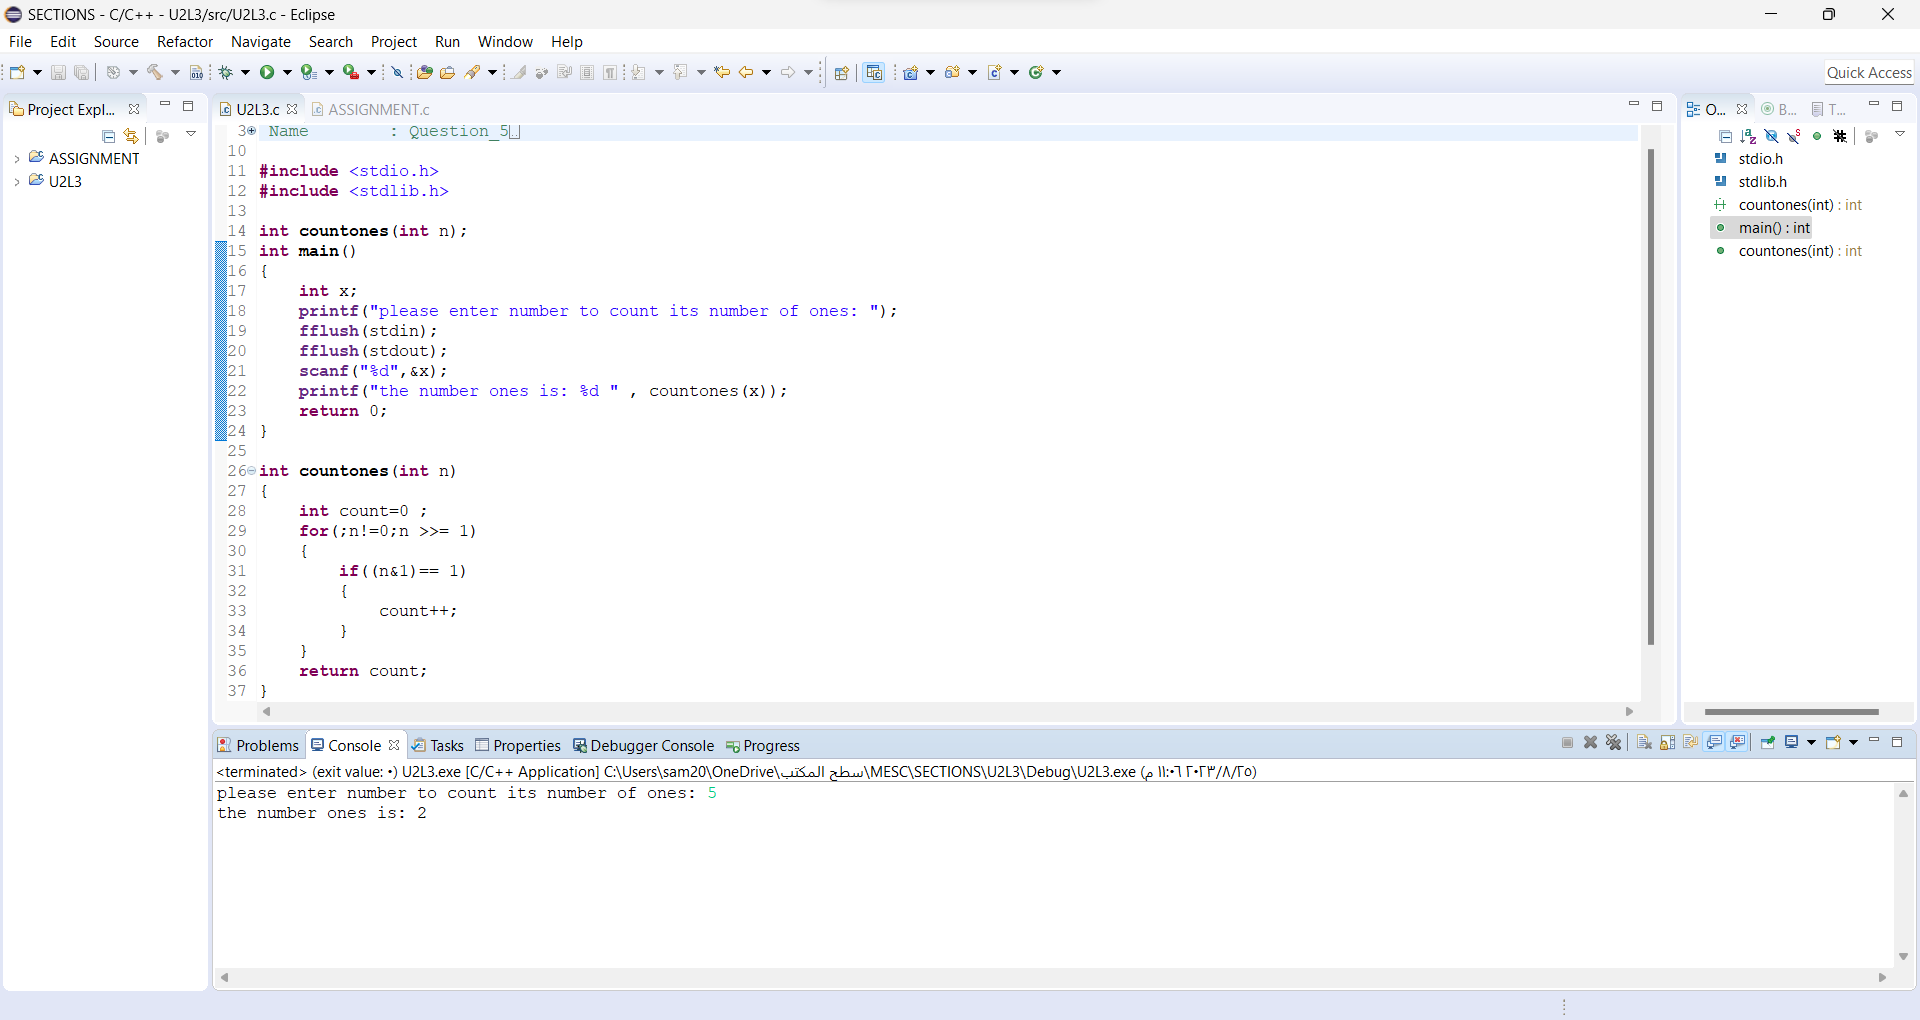 SECTIONS - C/C++ - U2L3/src/U2L3.c - Eclipse
File Edit Source Refactor Navigate Search Project Run Window Help
Quick Access
Project Expl...
ASSIGNMENT
U2L3
U2L3.c ASSIGNMENT.c
3 Name : Question_5
10
11 #include <stdio.h>
12 #include <stdlib.h>
13
14 int countones(int n);
15 int main()
16 {
17 int x;
18 printf("please enter number to count its number of ones: ");
19 fflush(stdin);
20 fflush(stdout);
21 scanf("%d",&x);
22 printf("the number ones is: %d " , countones(x));
23 return 0;
24 }
25
26 int countones(int n)
27 {
28 int count=0 ;
29 for(;n!=0;n >>= 1)
30 {
31 if((n&1)== 1)
32 {
33 count++;
34 }
35 }
36 return count;
37 }
O... B... T...
stdio.h
stdlib.h
countones(int) : int
main() : int
countones(int) : int
Problems Console Tasks Properties Debugger Console Progress
<terminated> (exit value: ٠) U2L3.exe [C/C++ Application] C:\Users\sam20\OneDrive\سطح المكتب\MESC\SECTIONS\U2L3\Debug\U2L3.exe (٢٥/٨/٢٠٢٣ ١١:٠٦ م)
please enter number to count its number of ones: 5
the number ones is: 2